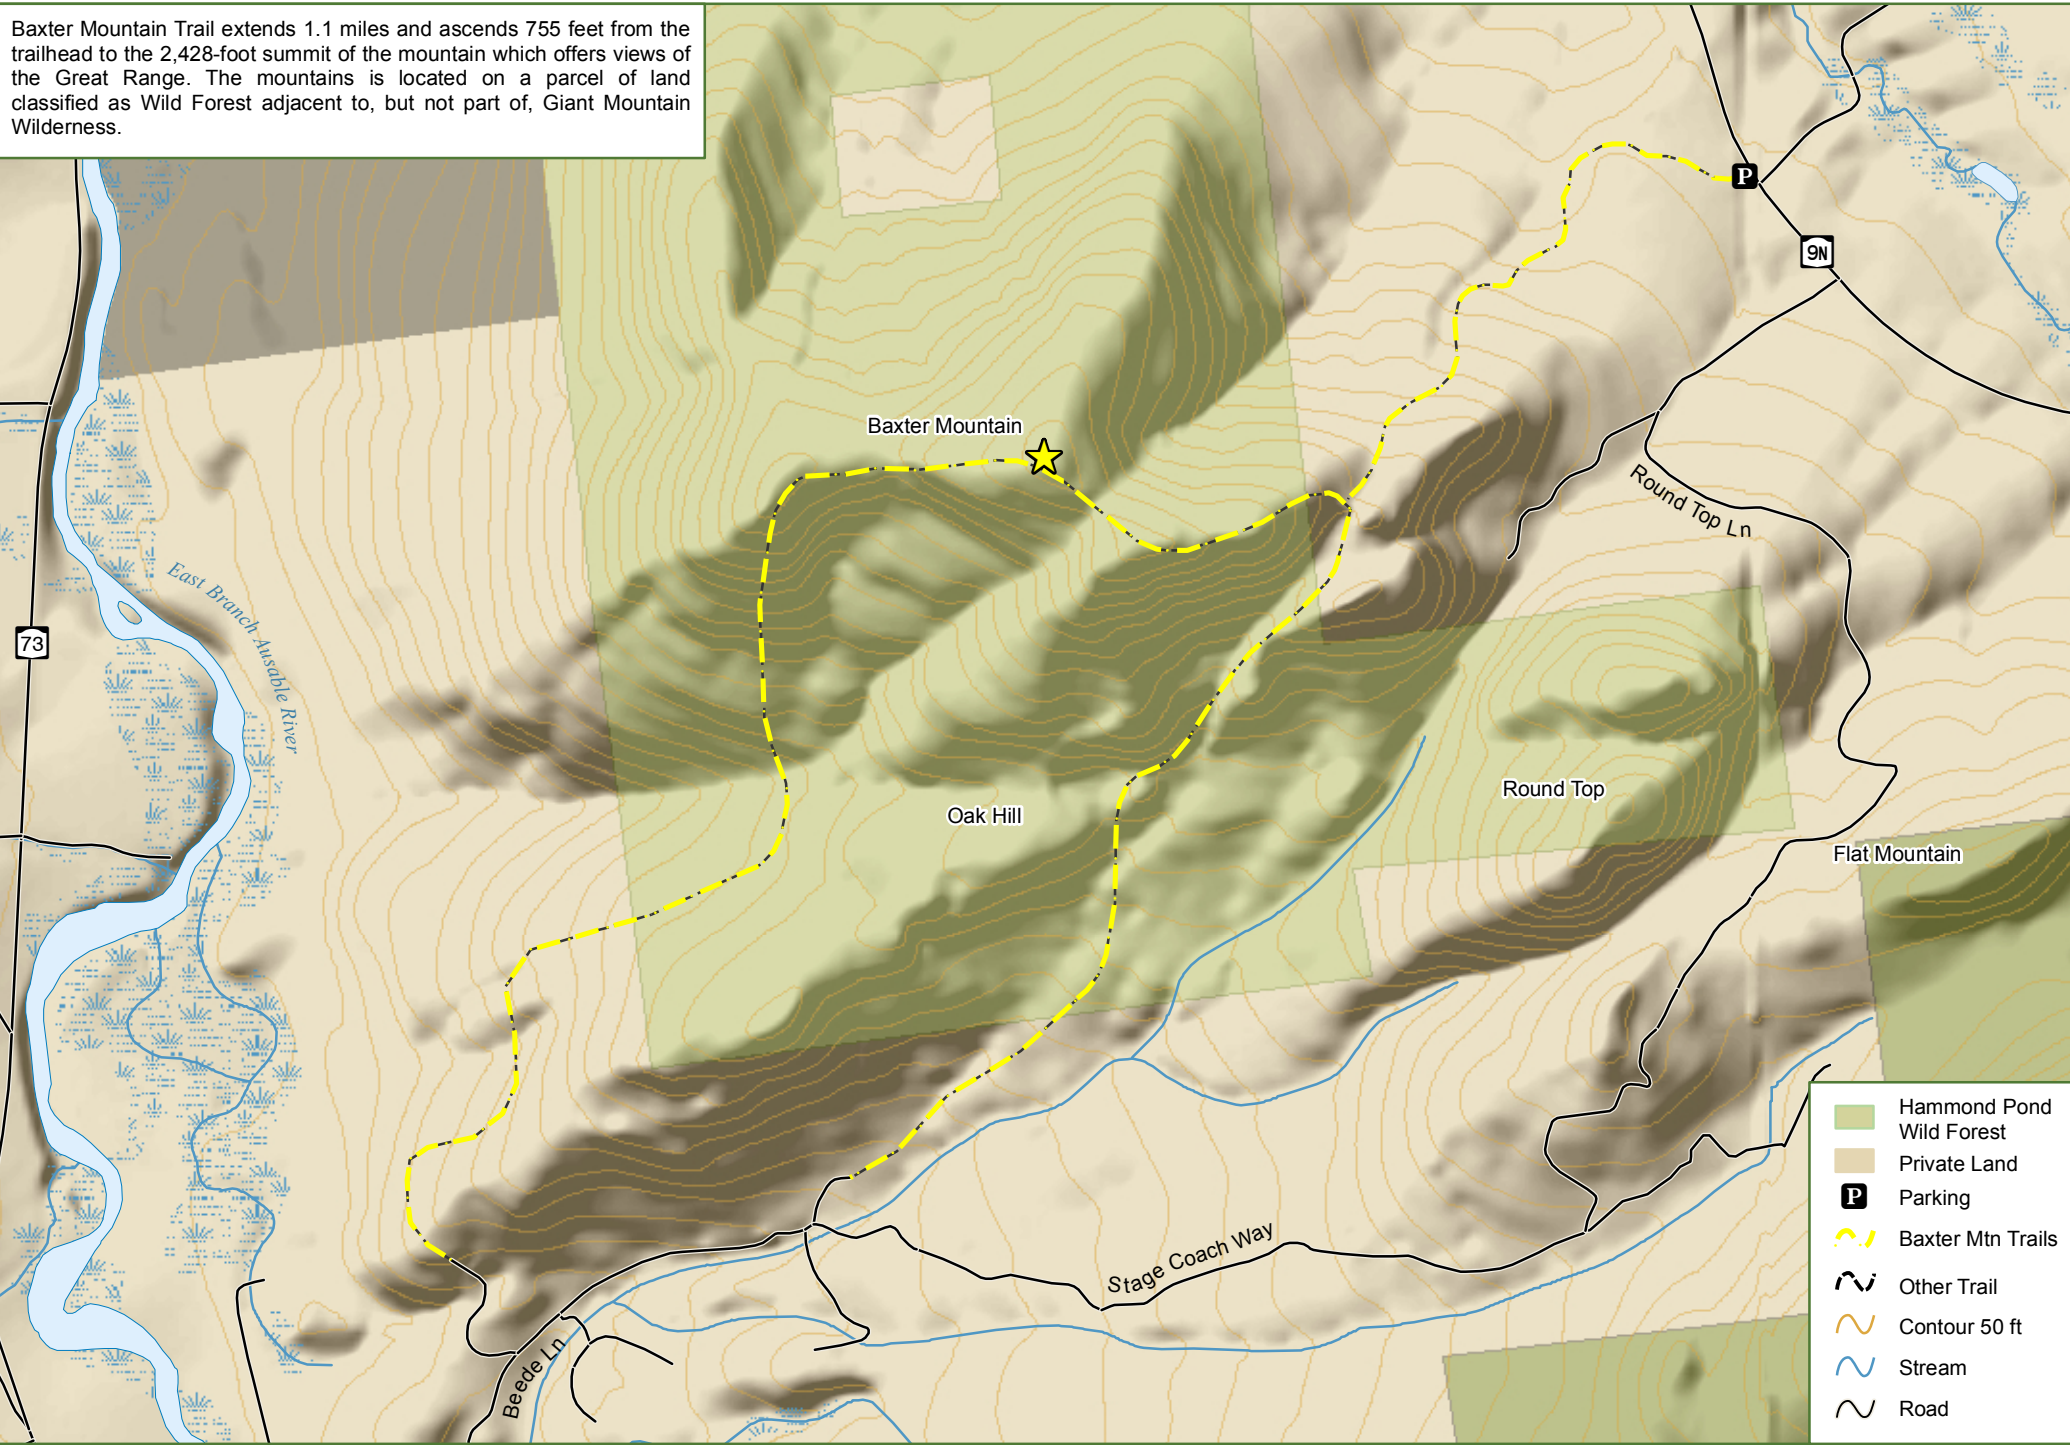 Baxter Mountain Trail extends 1.1 miles and ascends 755 feet from the
trailhead to the 2,428-foot summit of the mountain which offers views of
the Great Range. The mountains is located on a parcel of land
classified as Wild Forest adjacent to, but not part of, Giant Mountain
Wilderness.
P
9N
Baxter Mountain
Round Top Ln
East Branch Ausable River
73
Round Top
Oak Hill
Flat Mountain
Stage Coach Way
Beede Ln
Hammond Pond
Wild Forest
Private Land
P
Parking
Baxter Mtn Trails
Other Trail
Contour 50 ft
Stream
Road